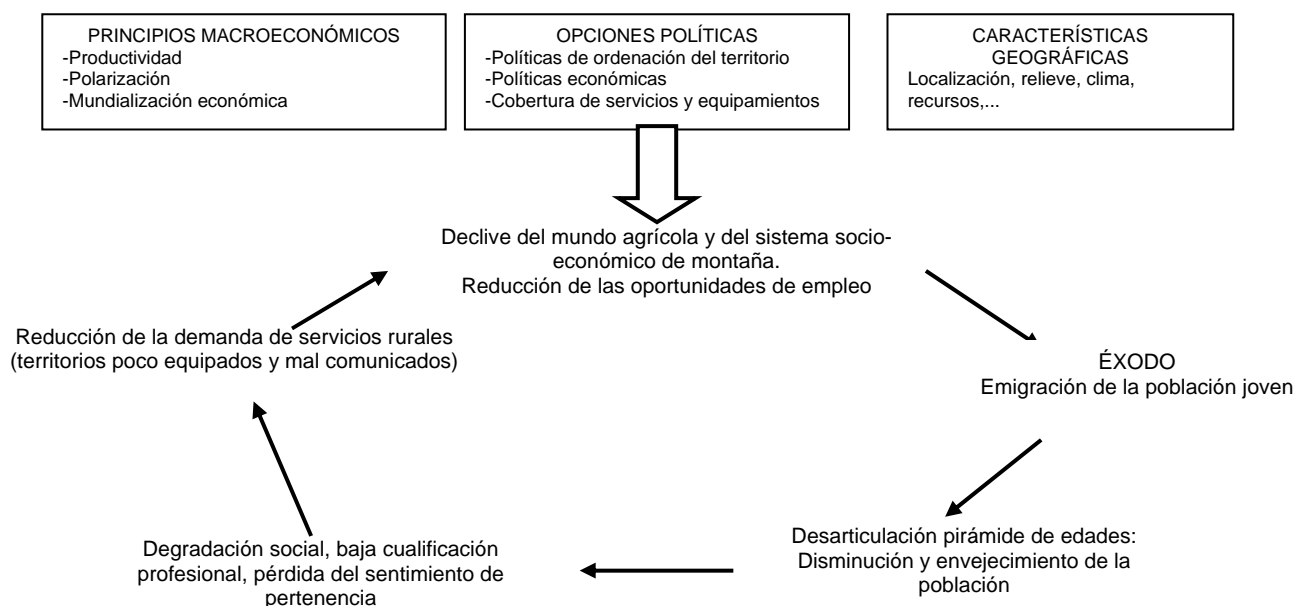 PRINCIPIOS MACROECONÓMICOS
-Productividad
-Polarización
-Mundialización económica
OPCIONES POLÍTICAS
-Políticas de ordenación del territorio
-Políticas económicas
-Cobertura de servicios y equipamientos
CARACTERÍSTICAS
GEOGRÁFICAS
Localización, relieve, clima,
recursos,...
Declive del mundo agrícola y del sistema socio-
económico de montaña.
Reducción de las oportunidades de empleo
Reducción de la demanda de servicios rurales
(territorios poco equipados y mal comunicados)
ÉXODO
Emigración de la población joven
Degradación social, baja cualificación
profesional, pérdida del sentimiento de
pertenencia
Desarticulación pirámide de edades:
Disminución y envejecimiento de la
población